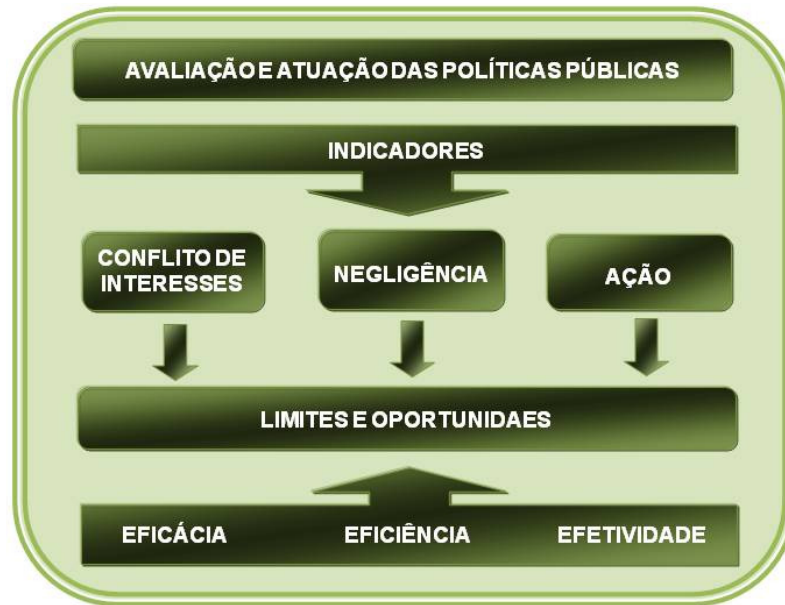 AVALIAÇÃO E ATUAÇÃO DAS POLÍTICAS PÚBLICAS
INDICADORES
CONFLITO DE
INTERESSES
NEGLIGÊNCIA
AÇÃO
LIMITES E OPORTUNIDAES
EFICÁCIA EFICIÊNCIA EFETIVIDADE